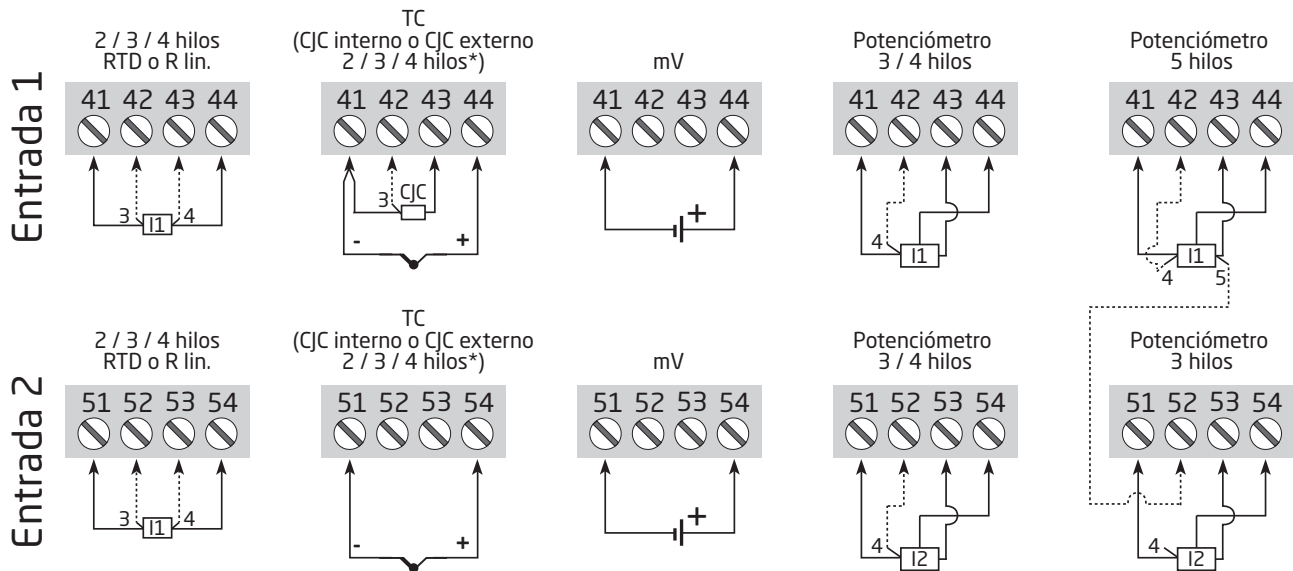 Entrada 1
2 / 3 / 4 hilos
RTD o R lin.
41 42 43 44
3 I1 4
TC
(CJC interno o CJC externo
2 / 3 / 4 hilos*)
41 42 43 44
3 CJC
- +
mV
41 42 43 44
+
Potenciómetro
3 / 4 hilos
41 42 43 44
4 I1
Potenciómetro
5 hilos
41 42 43 44
4 I1 5
Entrada 2
2 / 3 / 4 hilos
RTD o R lin.
51 52 53 54
3 I1 4
TC
(CJC interno o CJC externo
2 / 3 / 4 hilos*)
51 52 53 54
- +
mV
51 52 53 54
+
Potenciómetro
3 / 4 hilos
51 52 53 54
4 I2
Potenciómetro
3 hilos
51 52 53 54
4 I2